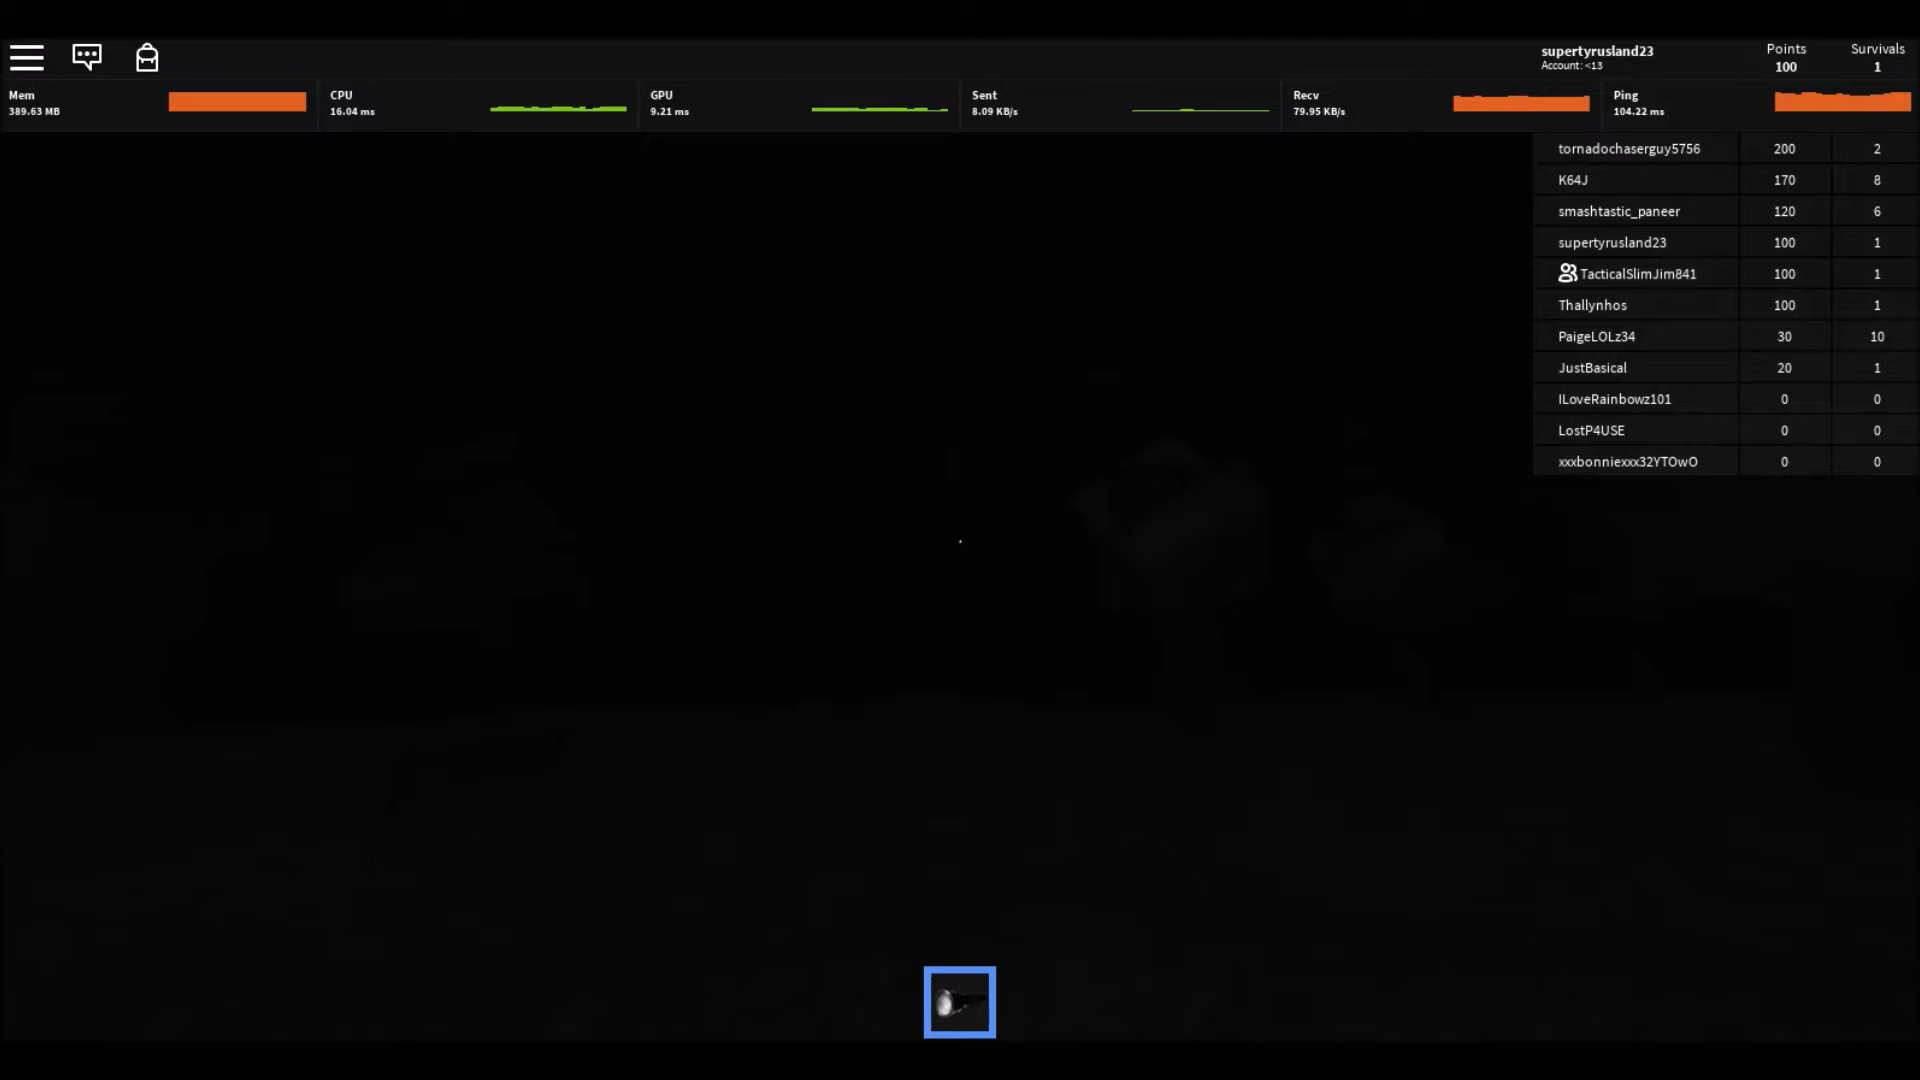 supertyrusland23
Account: <13
Points
100
Survivals
1
Mem
389.63 MB
CPU
16.04 ms
GPU
9.21 ms
Sent
8.09 KB/s
Recv
79.95 KB/s
Ping
104.22 ms
tornadochaserguy5756 200 2
K64J 170 8
smashtastic_paneer 120 6
supertyrusland23 100 1
TacticalSlimJim841 100 1
Thallynhos 100 1
PaigeLOLz34 30 10
JustBasical 20 1
ILoveRainbowz101 0 0
LostP4USE 0 0
xxxbonniexxx32YTOwO 0 0